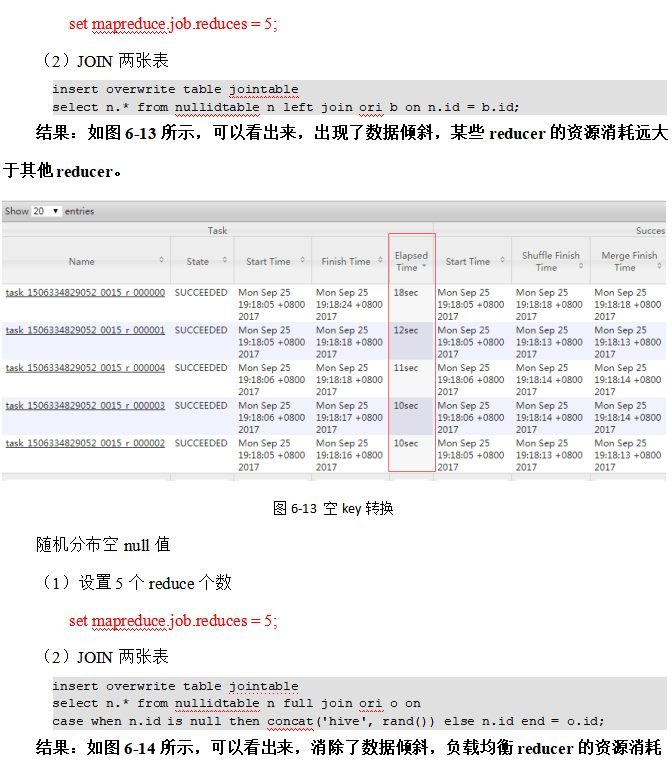 set mapreduce.job.reduces = 5;
（2）JOIN 两张表
insert overwrite table jointable
select n.* from nullidtable n left join ori b on n.id = b.id;
结果：如图6-13 所示，可以看出来，出现了数据倾斜，某些 reducer 的资源消耗远大
于其他 reducer。
Show 20 entries
Task Succes
Name State Start Time Finish Time Elapsed Time Start Time Shuffle Finish Time Merge Finish Time
task_1506334829052_0015_r_000000 SUCCEEDED Mon Sep 25 19:18:05 +0800 2017 Mon Sep 25 19:18:24 +0800 2017 18sec Mon Sep 25 19:18:05 +0800 2017 Mon Sep 25 19:18:18 +0800 2017 Mon Sep 25 19:18:18 +0800 2017
task_1506334829052_0015_r_000001 SUCCEEDED Mon Sep 25 19:18:05 +0800 2017 Mon Sep 25 19:18:18 +0800 2017 12sec Mon Sep 25 19:18:05 +0800 2017 Mon Sep 25 19:18:13 +0800 2017 Mon Sep 25 19:18:13 +0800 2017
task_1506334829052_0015_r_000004 SUCCEEDED Mon Sep 25 19:18:06 +0800 2017 Mon Sep 25 19:18:18 +0800 2017 11sec Mon Sep 25 19:18:06 +0800 2017 Mon Sep 25 19:18:14 +0800 2017 Mon Sep 25 19:18:14 +0800 2017
task_1506334829052_0015_r_000003 SUCCEEDED Mon Sep 25 19:18:06 +0800 2017 Mon Sep 25 19:18:17 +0800 2017 10sec Mon Sep 25 19:18:06 +0800 2017 Mon Sep 25 19:18:14 +0800 2017 Mon Sep 25 19:18:14 +0800 2017
task_1506334829052_0015_r_000002 SUCCEEDED Mon Sep 25 19:18:05 +0800 2017 Mon Sep 25 19:18:16 +0800 2017 10sec Mon Sep 25 19:18:05 +0800 2017 Mon Sep 25 19:18:13 +0800 2017 Mon Sep 25 19:18:13 +0800 2017
图 6-13 空 key 转换
随机分布空 null 值
（1）设置 5 个 reduce 个数
set mapreduce.job.reduces = 5;
（2）JOIN 两张表
insert overwrite table jointable
select n.* from nullidtable n full join ori o on
case when n.id is null then concat('hive', rand()) else n.id end = o.id;
结果：如图6-14 所示，可以看出来，消除了数据倾斜，负载均衡 reducer 的资源消耗